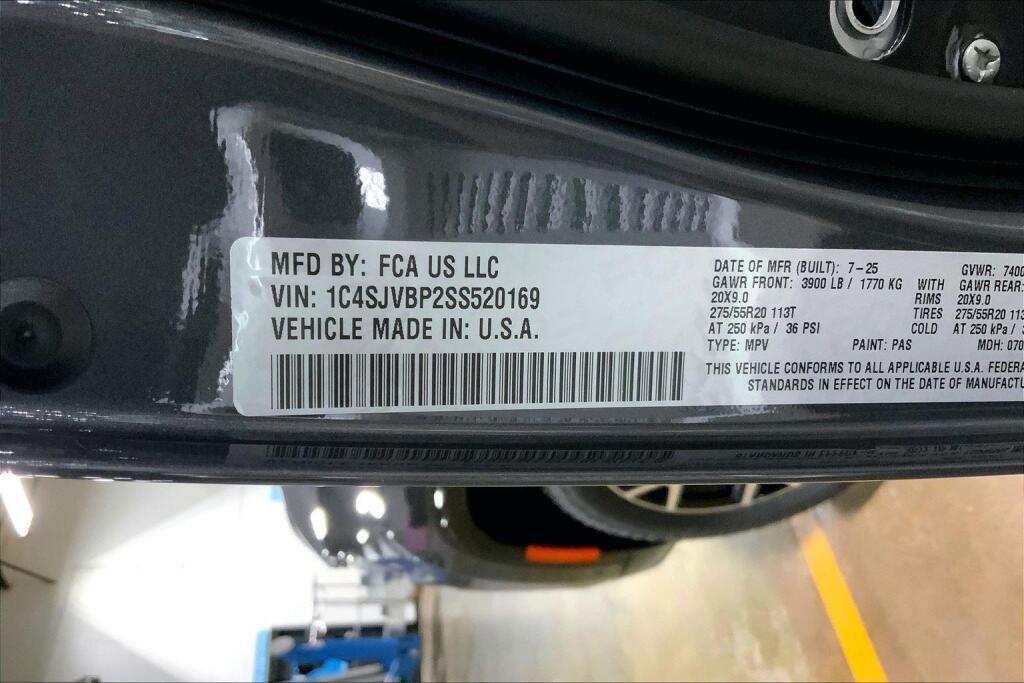 MFD BY: FCA US LLC
VIN: 1C4SJVBP2SS520169
VEHICLE MADE IN: U.S.A.
DATE OF MFR (BUILT): 7-25 GVWR: 7400
GAWR FRONT: 3900 LB / 1770 KG WITH GAWR REAR:
20X9.0 RIMS 20X9.0
275/55R20 113T TIRES 275/55R20
AT 250 kPa / 36 PSI COLD AT 250 kPa /
TYPE: MPV PAINT: PAS MDH: 070
THIS VEHICLE CONFORMS TO ALL APPLICABLE U.S.A.
STANDARDS IN EFFECT ON THE DATE OF